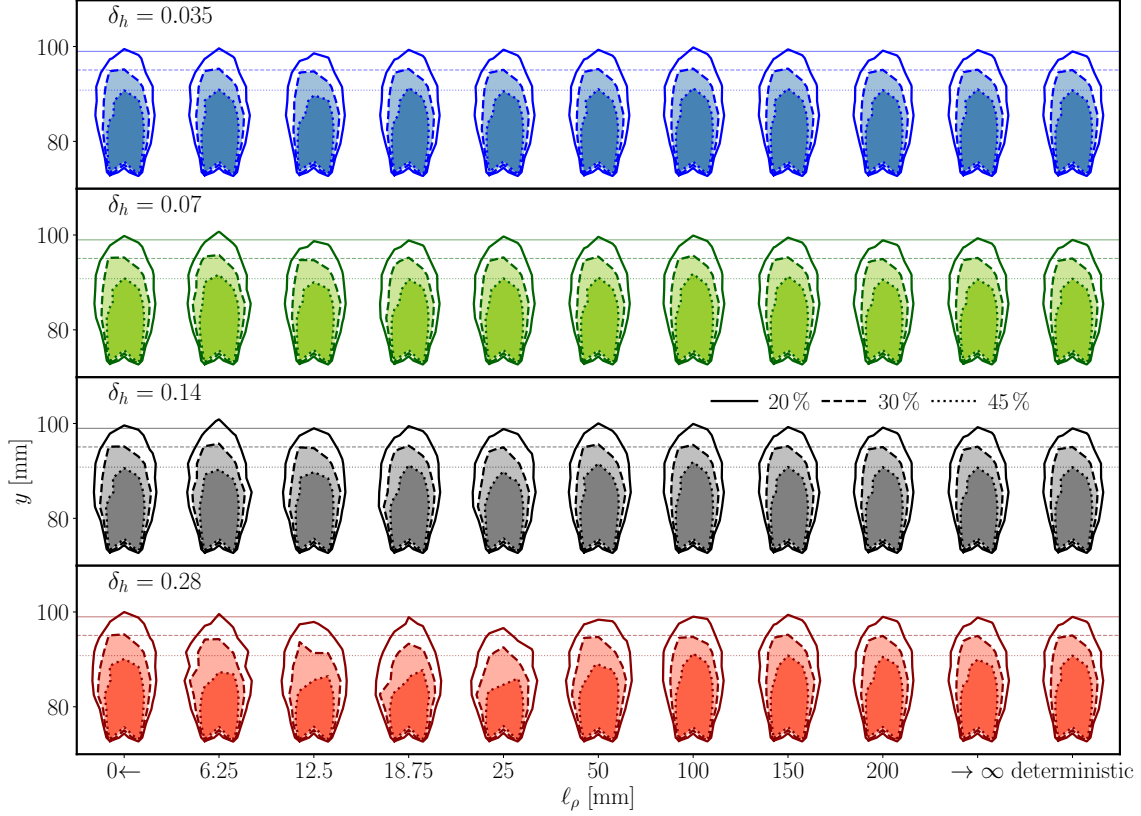 δ_h = 0.035
100
80
δ_h = 0.07
100
80
δ_h = 0.14
20 % 30 % 45 %
100
80
y [mm]
δ_h = 0.28
100
80
0← 6.25 12.5 18.75 25 50 100 150 200 → ∞ deterministic
ℓ_ρ [mm]